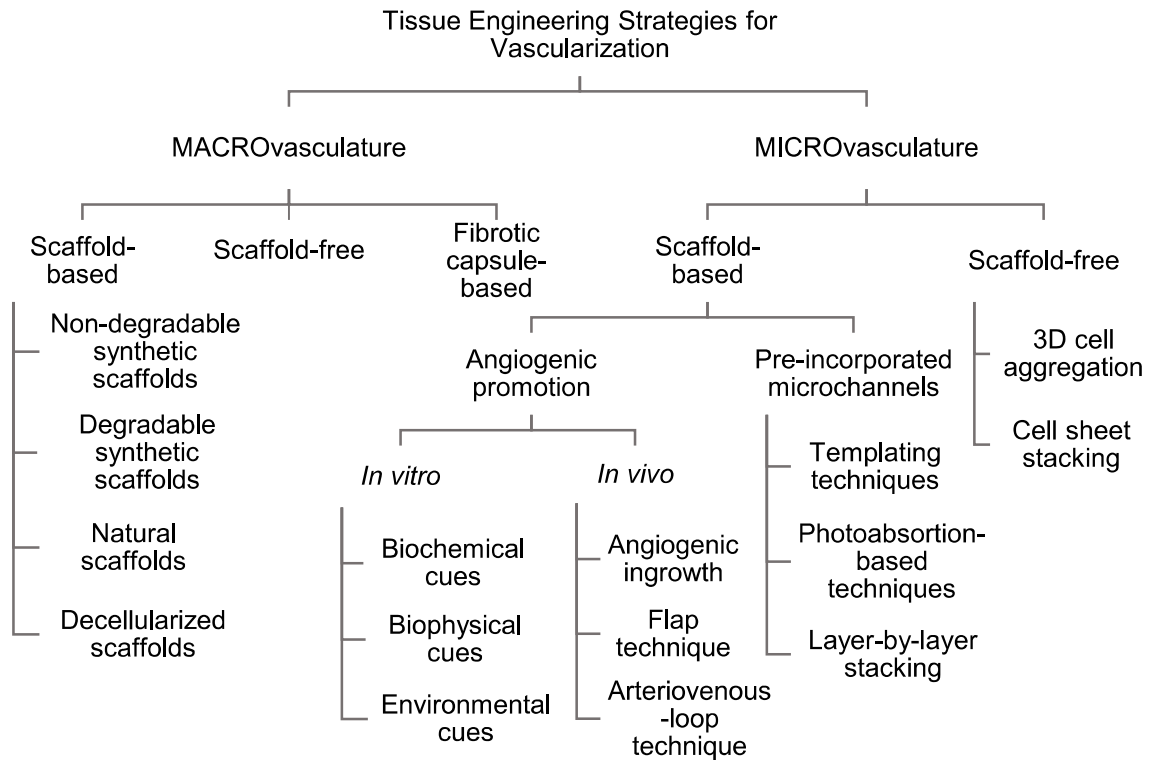 Tissue Engineering Strategies for
Vascularization
MACROvasculature
MICROvasculature
Scaffold-
based
Scaffold-free
Fibrotic
capsule-
based
Scaffold-
based
Scaffold-free
Non-degradable
synthetic
scaffolds
Degradable
synthetic
scaffolds
Natural
scaffolds
Decellularized
scaffolds
Angiogenic
promotion
Pre-incorporated
microchannels
3D cell
aggregation
Cell sheet
stacking
In vitro
In vivo
Biochemical
cues
Biophysical
cues
Environmental
cues
Angiogenic
ingrowth
Flap
technique
Arteriovenous
-loop
technique
Templating
techniques
Photoabsortion-
based
techniques
Layer-by-layer
stacking